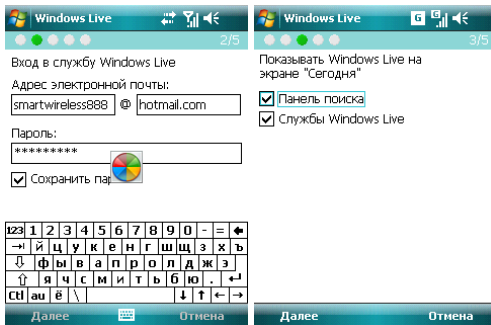 Windows Live
2/5
Вход в службу Windows Live
Адрес электронной почты:
smartwireless888 @ hotmail.com
Пароль:
*********
Сохранить пар
123 1 2 3 4 5 6 7 8 9 0 - =
й ц у к е н г ш щ з х ъ
ф ы в а п р о л д ж э
я ч с м и т ь б ю .
Ctl au ё \
Далее Отмена
Windows Live
G G
3/5
Показывать Windows Live на
экране "Сегодня"
Панель поиска
Службы Windows Live
Далее Отмена